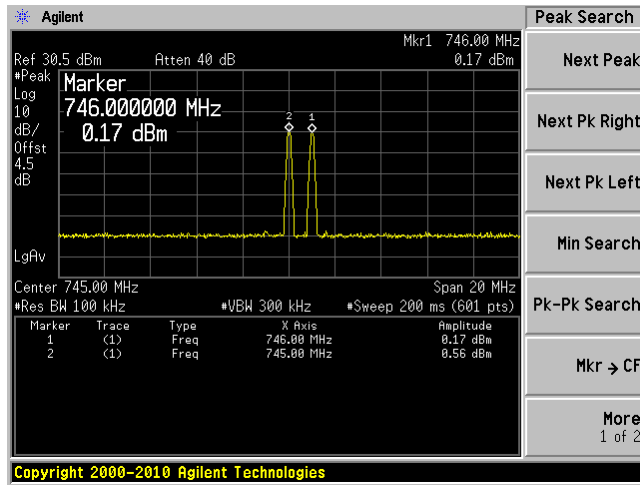 Agilent
Peak Search
Mkr1 746.00 MHz
Ref 30.5 dBm Atten 40 dB 0.17 dBm
#Peak
Log
10
dB/
Offst
4.5
dB
LgAv
Marker
746.000000 MHz
0.17 dBm
2 1
Center 745.00 MHz Span 20 MHz
#Res BW 100 kHz #VBW 300 kHz #Sweep 200 ms (601 pts)
Marker Trace Type X Axis Amplitude
1 (1) Freq 746.00 MHz 0.17 dBm
2 (1) Freq 745.00 MHz 0.56 dBm
Next Peak
Next Pk Right
Next Pk Left
Min Search
Pk-Pk Search
Mkr → CF
More
1 of 2
Copyright 2000-2010 Agilent Technologies